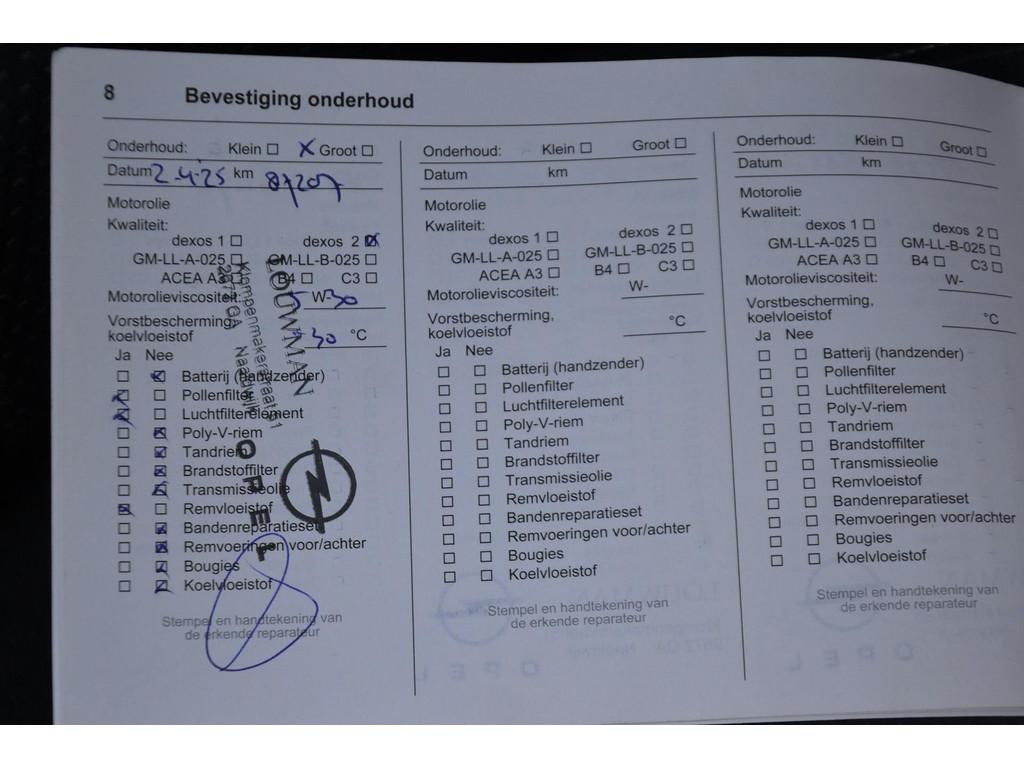 8 Bevestiging onderhoud
Onderhoud: Klein ☐ X Groot ☐
Datum 2-4-25 km 87207
Motorolie
Kwaliteit:
dexos 1 ☐ dexos 2 ☒
GM-LL-A-025 ☐ GM-LL-B-025 ☐
ACEA A3 ☐ B4 ☐ C3 ☐
Motorolieviscositeit: 5 W- 30
Vorstbescherming,
koelvloeistof -30 °C
Ja Nee
☐ ☒ Batterij (handzender)
☒ ☐ Pollenfilter
☒ ☐ Luchtfilterelement
☐ ☒ Poly-V-riem
☐ ☒ Tandriem
☐ ☒ Brandstoffilter
☐ ☒ Transmissieolie
☒ ☐ Remvloeistof
☐ ☒ Bandenreparatieset
☐ ☒ Remvoeringen voor/achter
☐ ☒ Bougies
☐ ☒ Koelvloeistof
Stempel en handtekening van
de erkende reparateur
LOUWMAN
Klompenmakerstraat 51
2672 GA Naaldwijk
OPEL
Onderhoud: Klein ☐ Groot ☐
Datum km
Motorolie
Kwaliteit:
dexos 1 ☐ dexos 2 ☐
GM-LL-A-025 ☐ GM-LL-B-025 ☐
ACEA A3 ☐ B4 ☐ C3 ☐
Motorolieviscositeit: W-
Vorstbescherming,
koelvloeistof °C
Ja Nee
☐ ☐ Batterij (handzender)
☐ ☐ Pollenfilter
☐ ☐ Luchtfilterelement
☐ ☐ Poly-V-riem
☐ ☐ Tandriem
☐ ☐ Brandstoffilter
☐ ☐ Transmissieolie
☐ ☐ Remvloeistof
☐ ☐ Bandenreparatieset
☐ ☐ Remvoeringen voor/achter
☐ ☐ Bougies
☐ ☐ Koelvloeistof
Stempel en handtekening van
de erkende reparateur
Onderhoud: Klein ☐ Groot ☐
Datum km
Motorolie
Kwaliteit:
dexos 1 ☐ dexos 2 ☐
GM-LL-A-025 ☐ GM-LL-B-025 ☐
ACEA A3 ☐ B4 ☐ C3 ☐
Motorolieviscositeit: W-
Vorstbescherming,
koelvloeistof °C
Ja Nee
☐ ☐ Batterij (handzender)
☐ ☐ Pollenfilter
☐ ☐ Luchtfilterelement
☐ ☐ Poly-V-riem
☐ ☐ Tandriem
☐ ☐ Brandstoffilter
☐ ☐ Transmissieolie
☐ ☐ Remvloeistof
☐ ☐ Bandenreparatieset
☐ ☐ Remvoeringen voor/achter
☐ ☐ Bougies
☐ ☐ Koelvloeistof
Stempel en handtekening van
de erkende reparateur